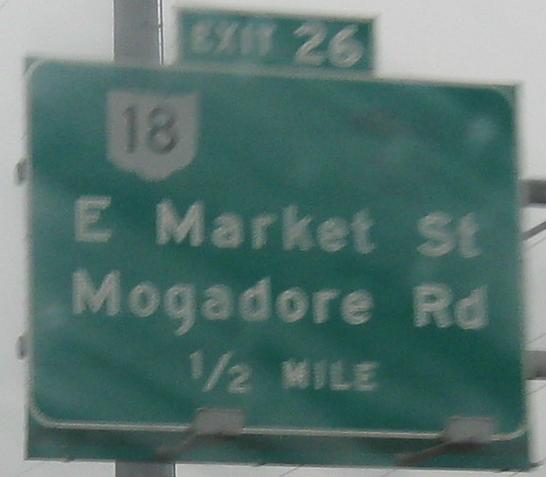 EXIT 26
18
E Market St
Mogadore Rd
1/2 MILE